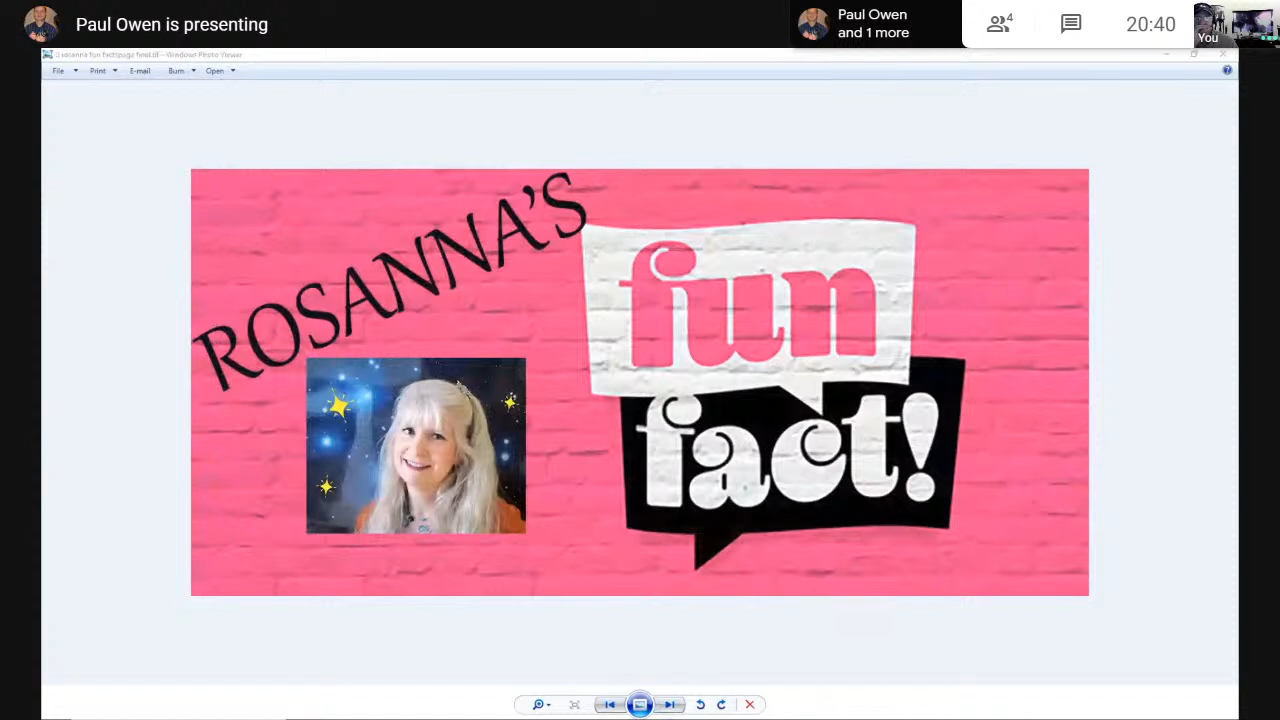 Paul Owen is presenting
Paul Owen
and 1 more
4
20:40
You
File Print E-mail Burn Open
ROSANNA'S
fun
fact!